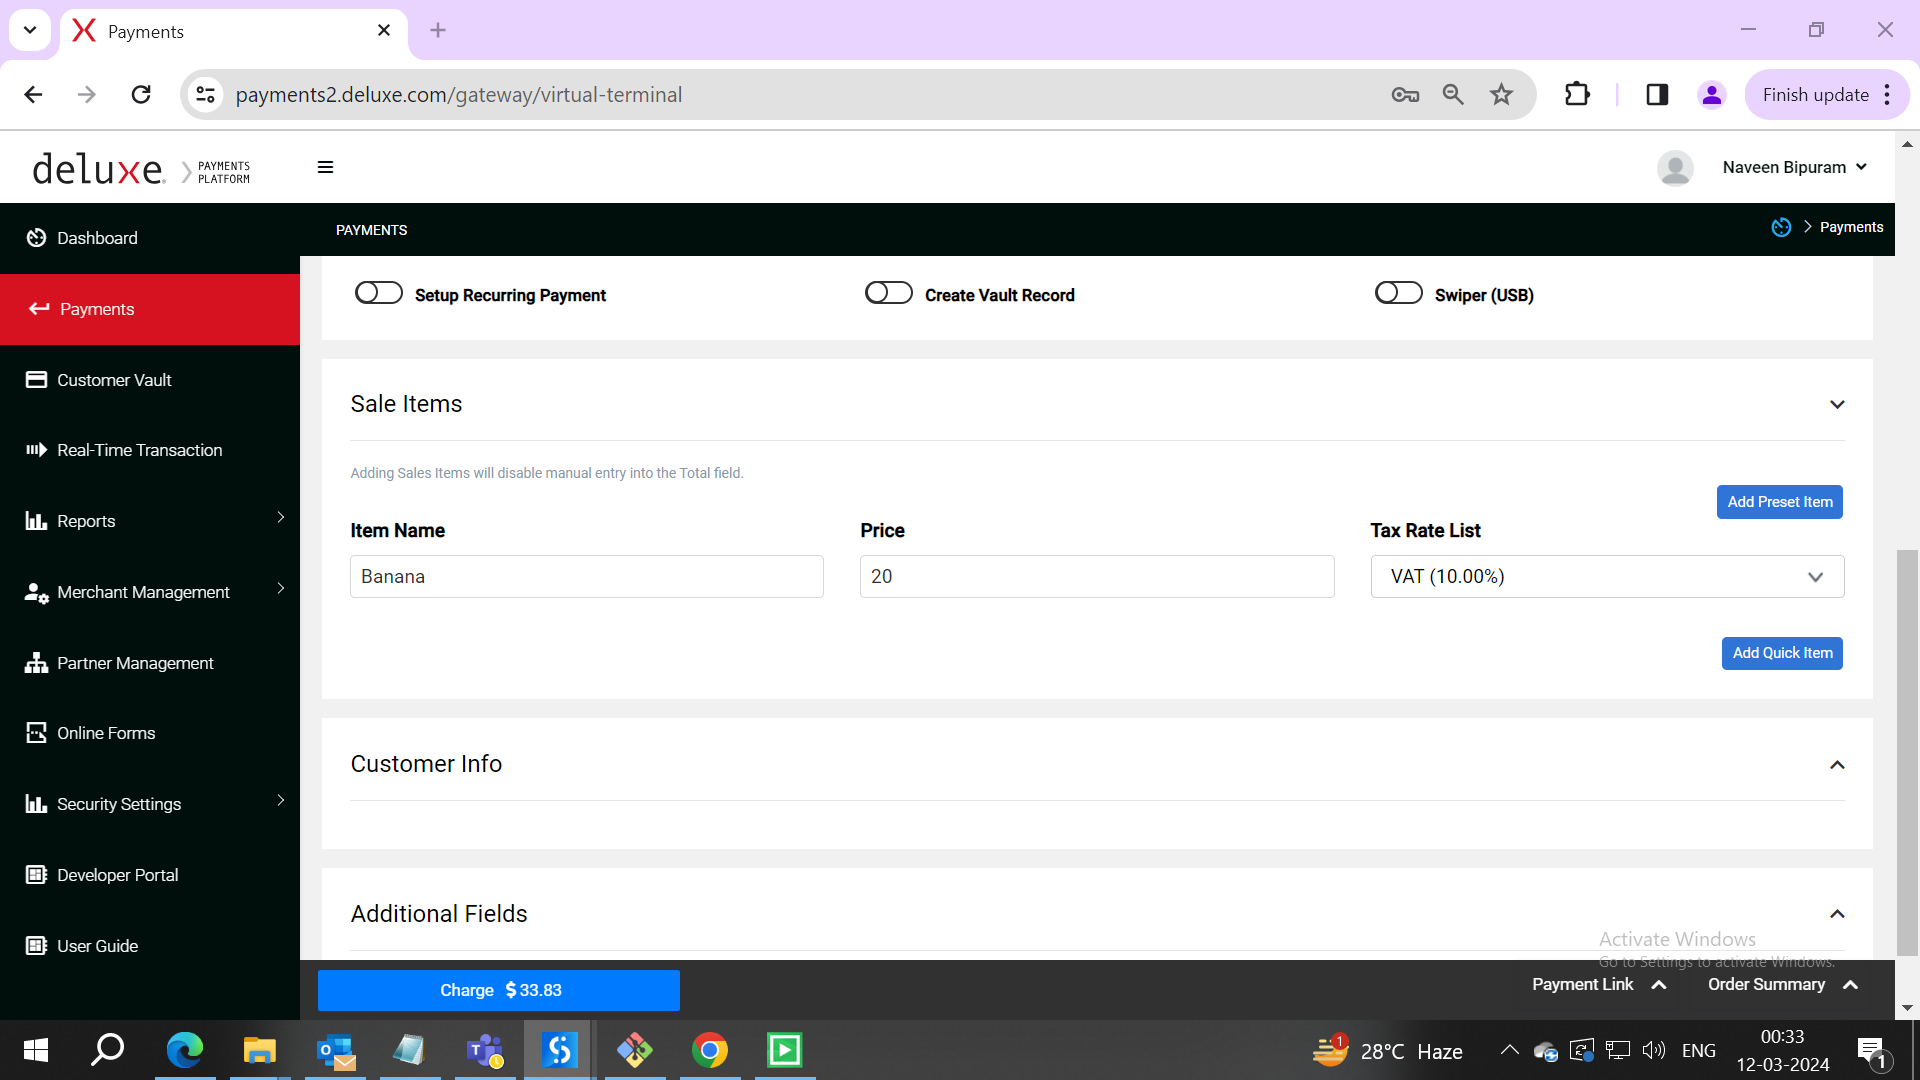 Payments
payments2.deluxe.com/gateway/virtual-terminal
Finish update
deluxe.
PAYMENTS
PLATFORM
Naveen Bipuram
Dashboard
PAYMENTS
Payments
Payments
Setup Recurring Payment
Create Vault Record
Swiper (USB)
Customer Vault
Sale Items
Real-Time Transaction
Adding Sales Items will disable manual entry into the Total field.
Add Preset Item
Reports
Item Name
Price
Tax Rate List
Banana
20
VAT (10.00%)
Merchant Management
Partner Management
Add Quick Item
Online Forms
Customer Info
Security Settings
Developer Portal
Additional Fields
User Guide
Activate Windows
Go to Settings to activate Windows.
Charge $ 33.83
Payment Link
Order Summary
1
28°C Haze
ENG
00:33
12-03-2024
1